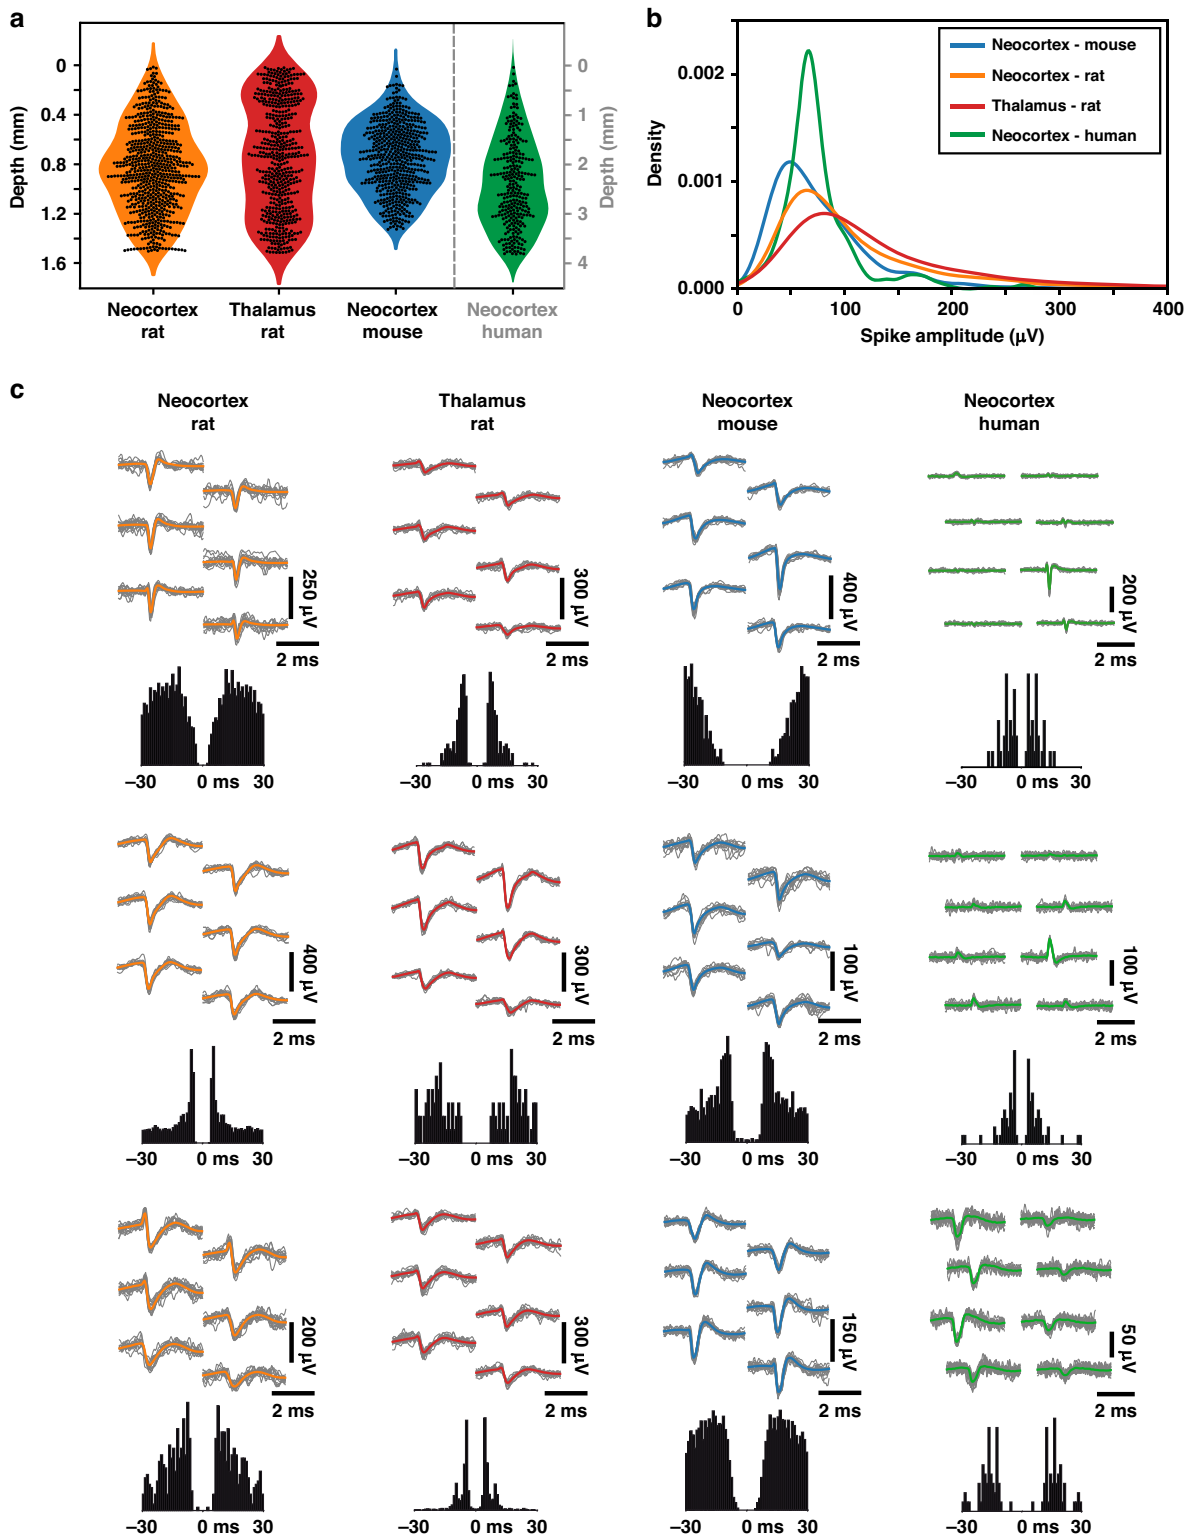 a
Depth (mm)
0
0.4
0.8
1.2
1.6
0
1
2
3
4
Depth (mm)
Neocortex
rat
Thalamus
rat
Neocortex
mouse
Neocortex
human
b
Density
0.002
0.001
0.000
0
100
200
300
400
Spike amplitude (μV)
Neocortex - mouse
Neocortex - rat
Thalamus - rat
Neocortex - human
c
Neocortex
rat
Thalamus
rat
Neocortex
mouse
Neocortex
human
250 μV
2 ms
300 μV
2 ms
400 μV
2 ms
200 μV
2 ms
–30 0 ms 30
–30 0 ms 30
–30 0 ms 30
–30 0 ms 30
400 μV
2 ms
300 μV
2 ms
100 μV
2 ms
100 μV
2 ms
–30 0 ms 30
–30 0 ms 30
–30 0 ms 30
–30 0 ms 30
200 μV
2 ms
300 μV
2 ms
150 μV
2 ms
50 μV
2 ms
–30 0 ms 30
–30 0 ms 30
–30 0 ms 30
–30 0 ms 30